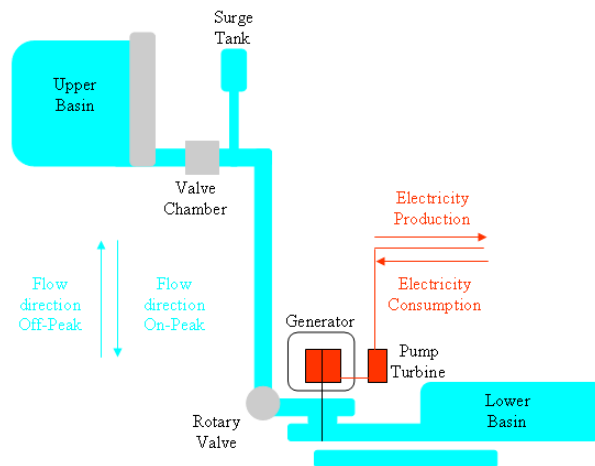 Surge
Tank
Upper
Basin
Valve
Chamber
Electricity
Production
Flow
direction
Off-Peak
Flow
direction
On-Peak
Electricity
Consumption
Generator
Pump
Turbine
Lower
Basin
Rotary
Valve